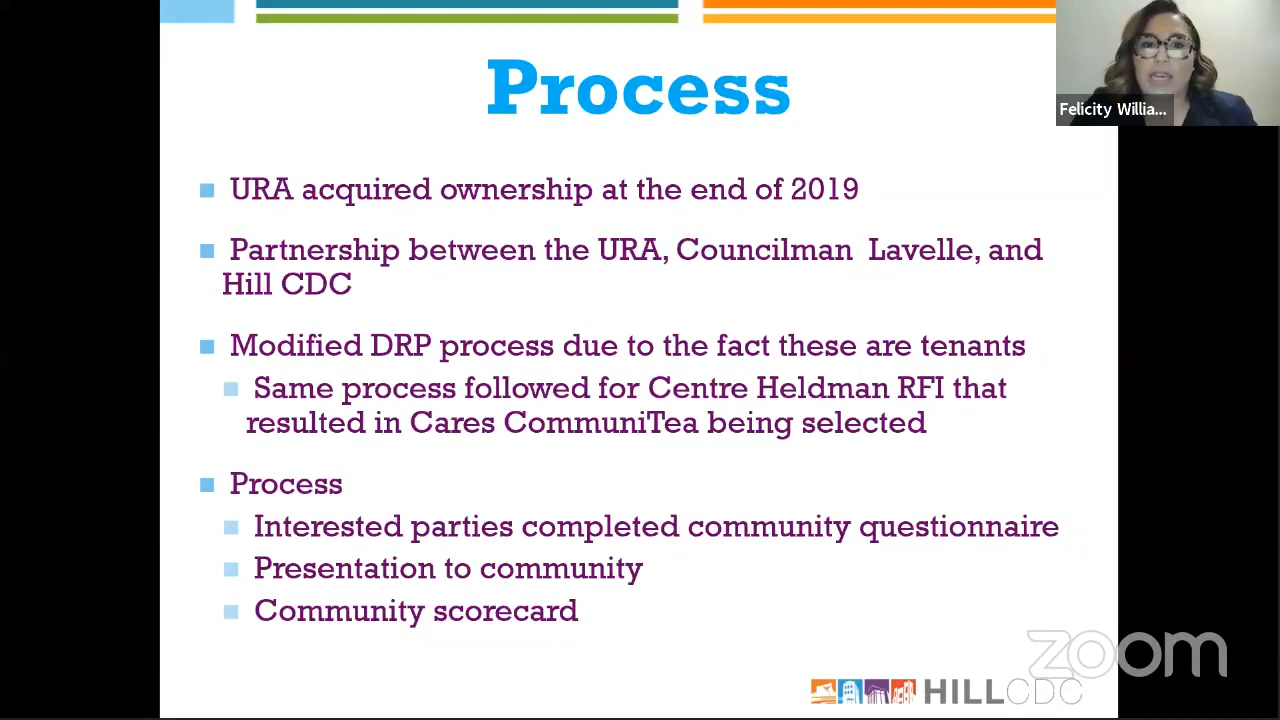 Process
Felicity Willia...
URA acquired ownership at the end of 2019
Partnership between the URA, Councilman Lavelle, and
Hill CDC
Modified DRP process due to the fact these are tenants
Same process followed for Centre Heldman RFI that
resulted in Cares CommuniTea being selected
Process
Interested parties completed community questionnaire
Presentation to community
Community scorecard
zoom
HILLCDC